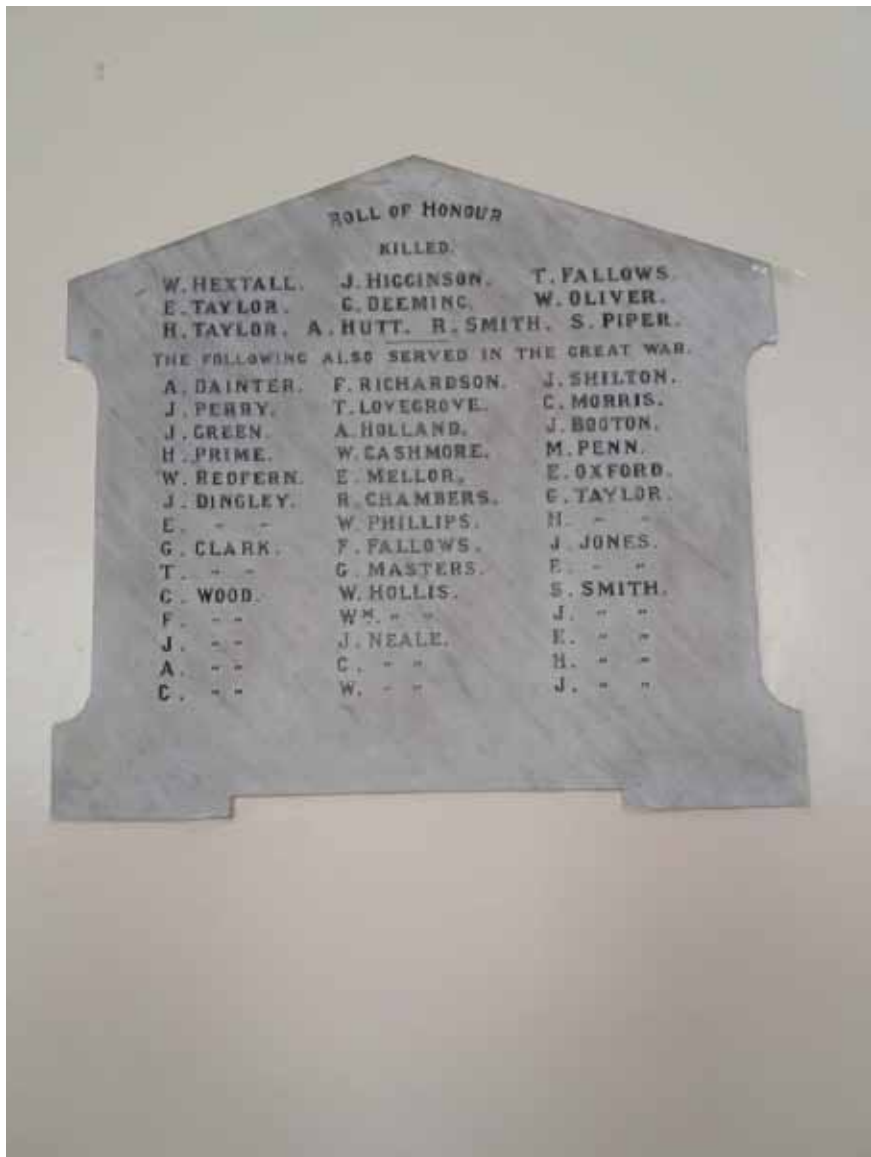 ROLL OF HONOUR
KILLED.
W. HEXTALL. J. HIGGINSON. T. FALLOWS.
E. TAYLOR. G. DEEMING. W. OLIVER.
H. TAYLOR. A. HUTT. R. SMITH. S. PIPER.
THE FOLLOWING ALSO SERVED IN THE GREAT WAR.
A. DAINTER. F. RICHARDSON. J. SHILTON.
J. PERRY. T. LOVEGROVE. C. MORRIS.
J. GREEN. A. HOLLAND. J. BOOTON.
H. PRIME. W. CASHMORE. M. PENN.
W. REDFERN. E. MELLOR. E. OXFORD.
J. DINGLEY. R. CHAMBERS. G. TAYLOR.
E. " " W. PHILLIPS. H. " "
G. CLARK. F. FALLOWS. J. JONES.
T. " " G. MASTERS. E. " "
C. WOOD. W. HOLLIS. S. SMITH.
F. " " Wᴹ. " " J. " "
J. " " J. NEALE. E. " "
A. " " C. " " H. " "
C. " " W. " " J. " "